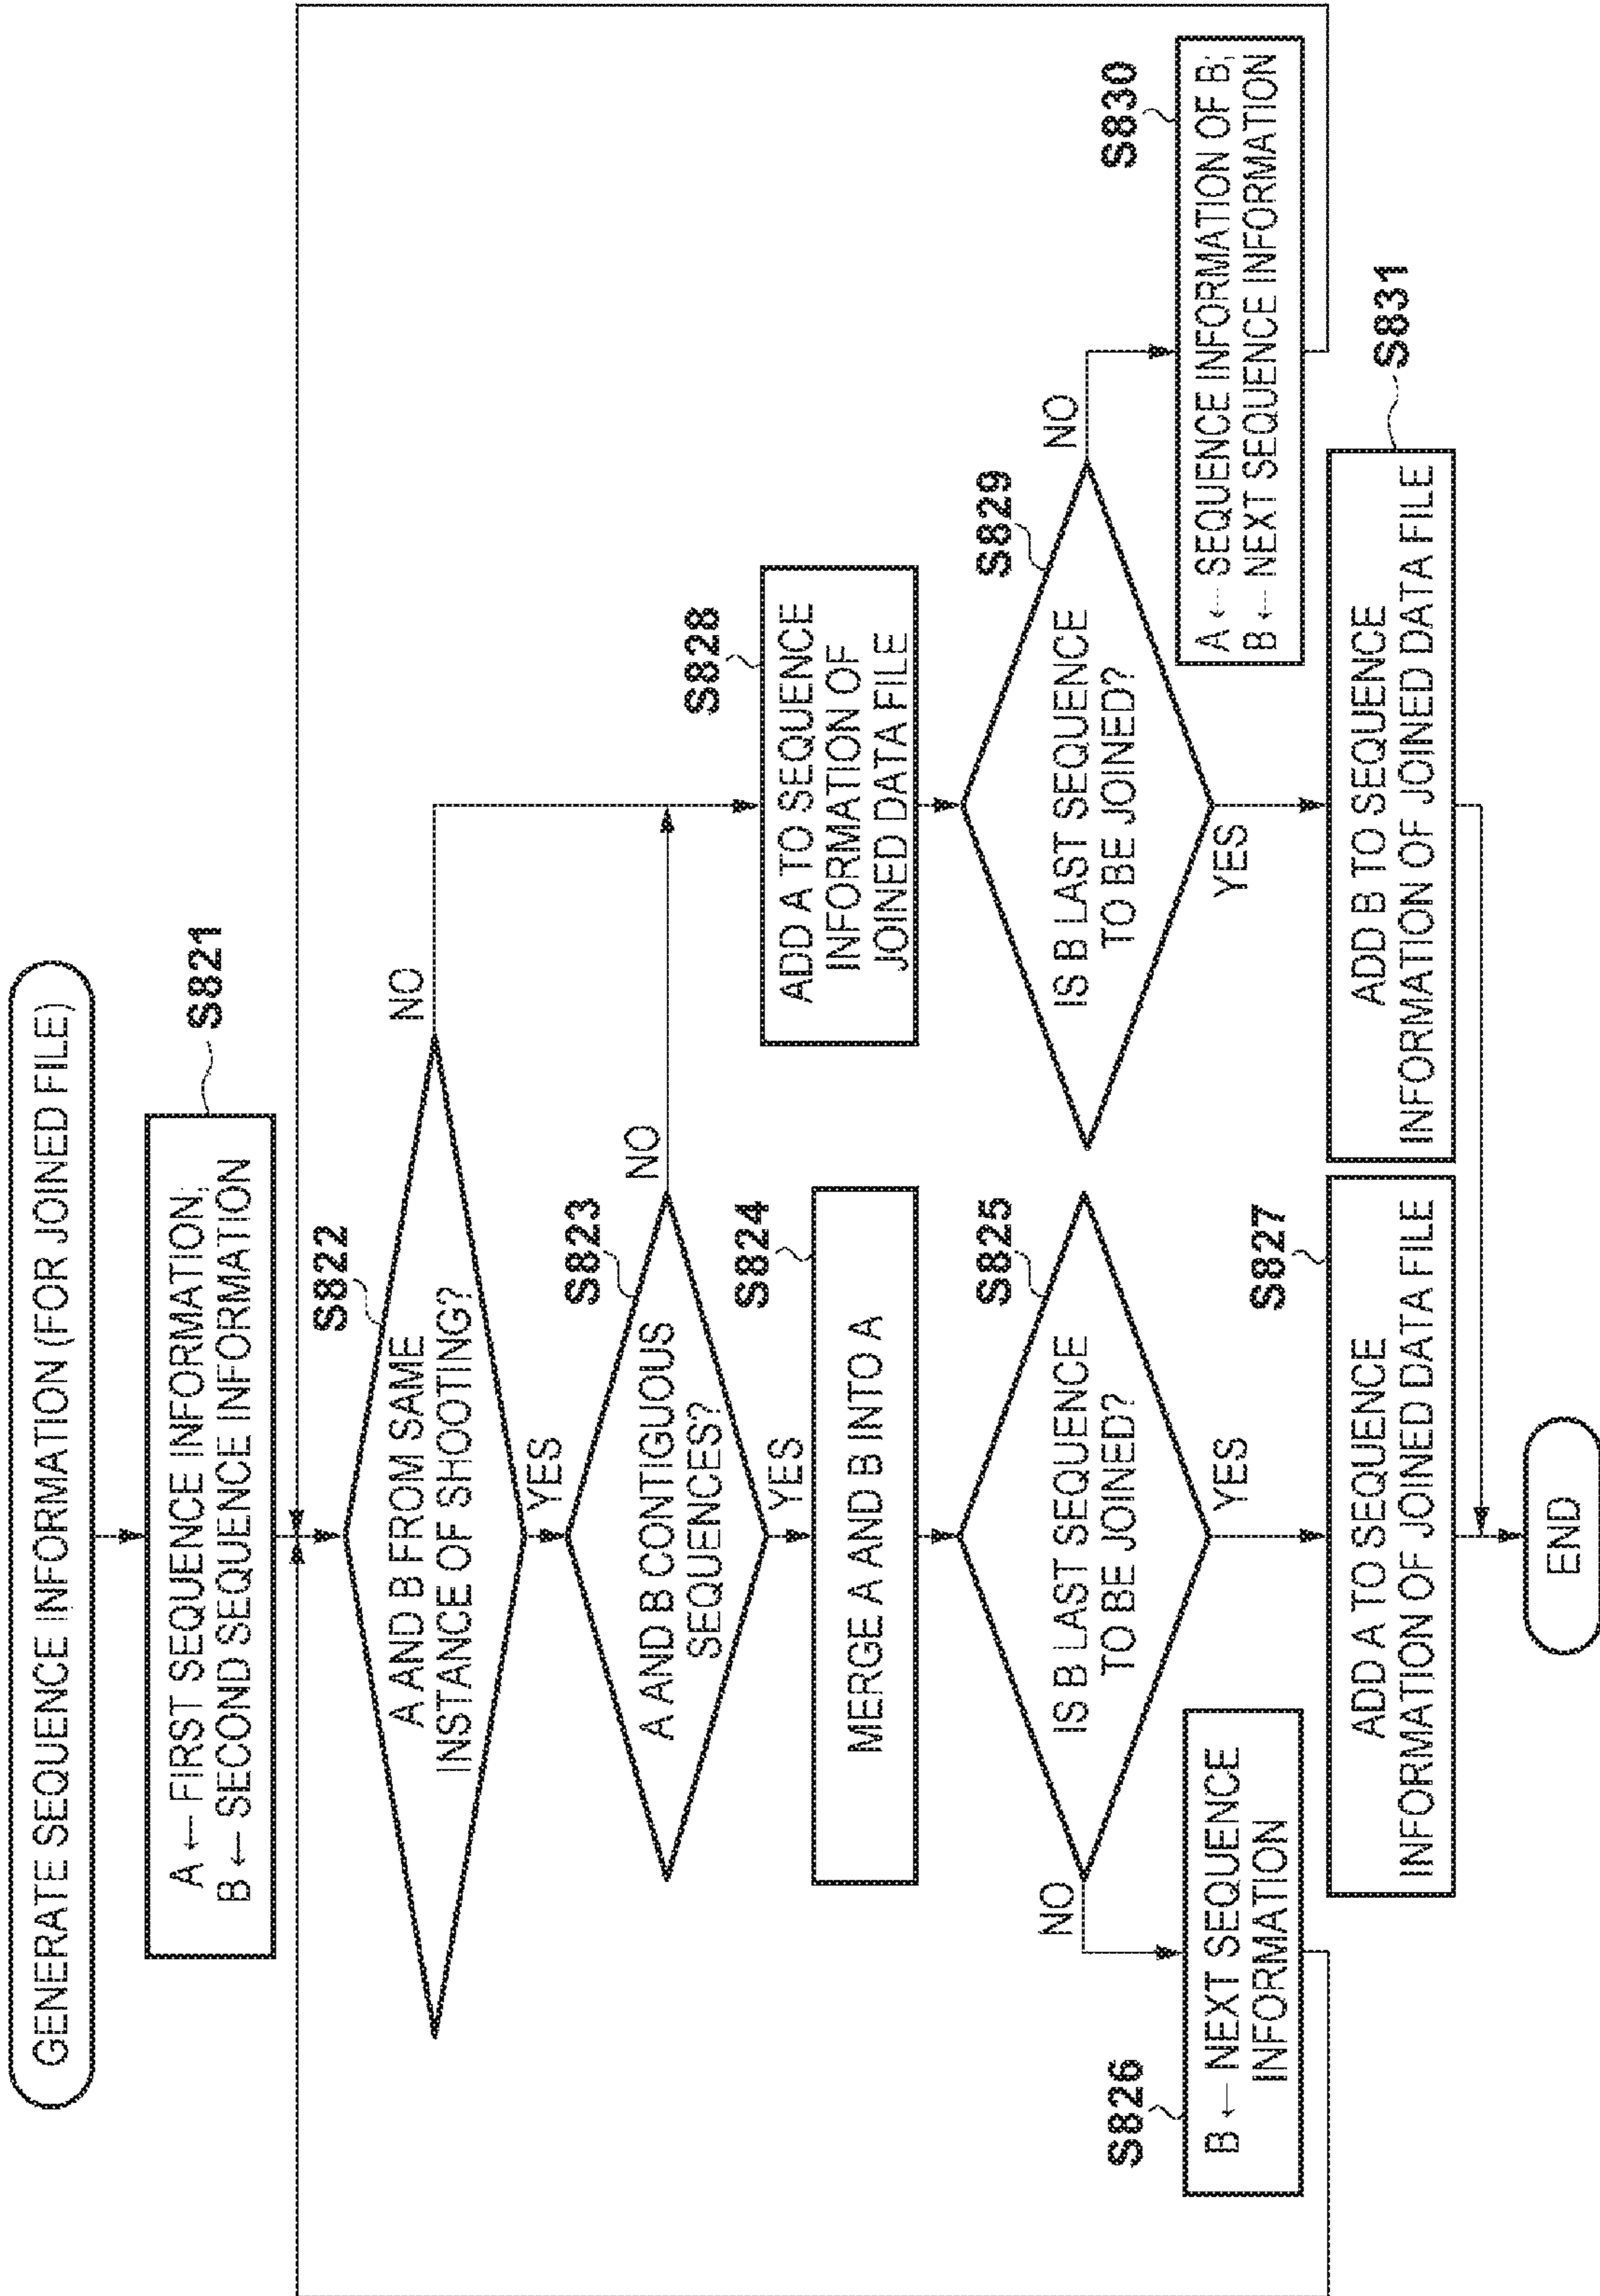 GENERATE SEQUENCE INFORMATION (FOR JOINED FILE)
S821
A ← FIRST SEQUENCE INFORMATION;
B ← SECOND SEQUENCE INFORMATION
S822
A AND B FROM SAME
INSTANCE OF SHOOTING?
NO
YES
S823
A AND B CONTIGUOUS
SEQUENCES?
NO
YES
S824
MERGE A AND B INTO A
S825
IS B LAST SEQUENCE
TO BE JOINED?
NO
YES
S826
B ← NEXT SEQUENCE
INFORMATION
S827
ADD A TO SEQUENCE
INFORMATION OF JOINED DATA FILE
S828
ADD A TO SEQUENCE
INFORMATION OF
JOINED DATA FILE
S829
IS B LAST SEQUENCE
TO BE JOINED?
NO
YES
S830
A ← SEQUENCE INFORMATION OF B;
B ← NEXT SEQUENCE INFORMATION
S831
ADD B TO SEQUENCE
INFORMATION OF JOINED DATA FILE
END